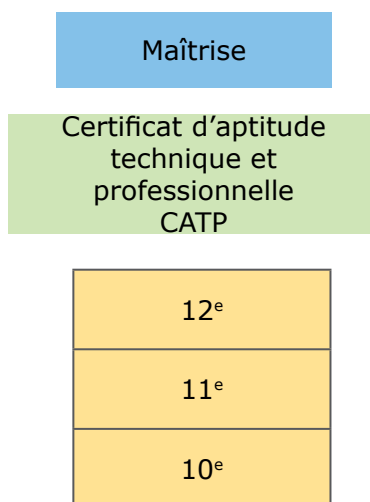 Maîtrise
Certificat d’aptitude
technique et
professionnelle
CATP
12ᵉ
11ᵉ
10ᵉ